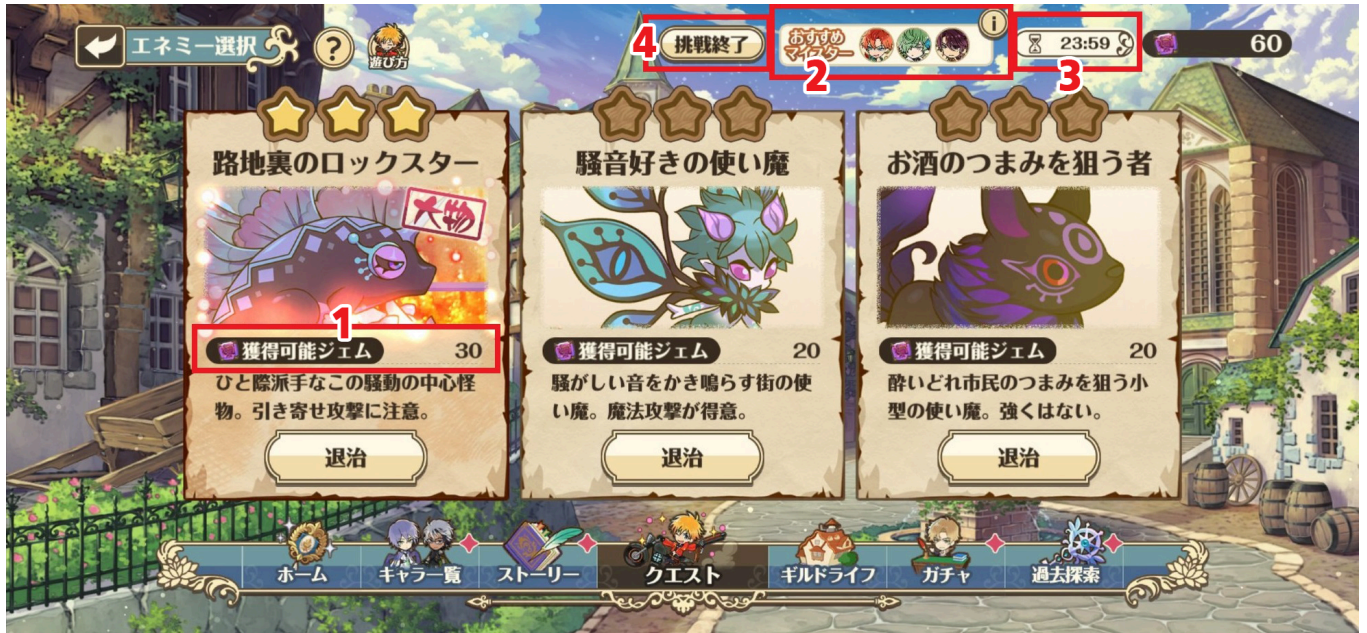 エネミー選択
?
遊び方
4
挑戦終了
おすすめ
マイスター
i
2
23:59
3
60
路地裏のロックスター
大物
1
獲得可能ジェム 30
ひと際派手なこの騒動の中心怪
物。引き寄せ攻撃に注意。
退治
騒音好きの使い魔
獲得可能ジェム 20
騒がしい音をかき鳴らす街の使
い魔。魔法攻撃が得意。
退治
お酒のつまみを狙う者
獲得可能ジェム 20
酔いどれ市民のつまみを狙う小
型の使い魔。強くはない。
退治
ホーム
キャラ一覧
ストーリー
クエスト
ギルドライフ
ガチャ
過去探索